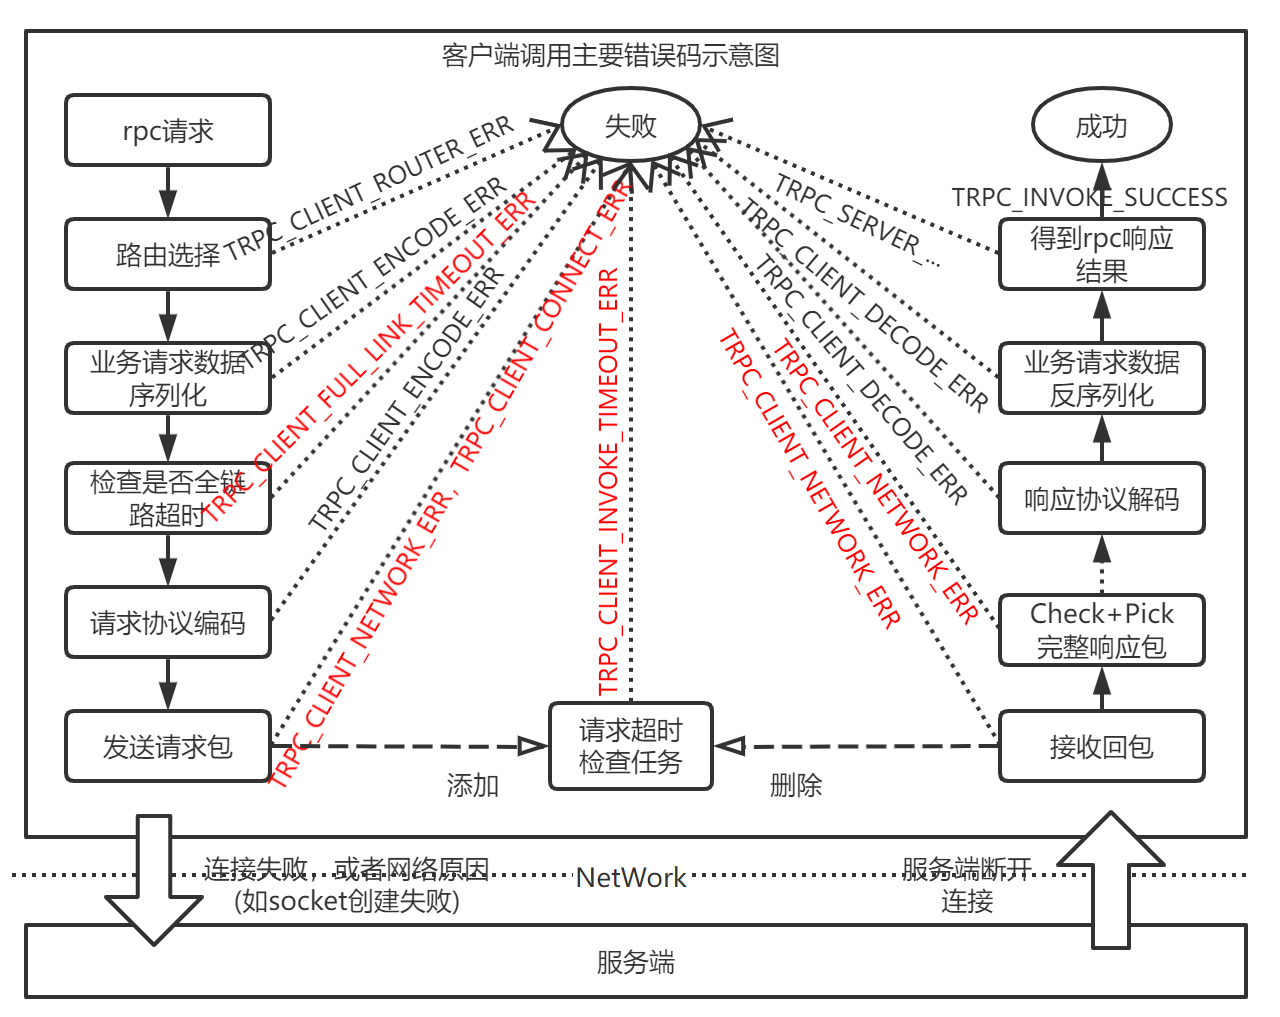 客户端调用主要错误码示意图
rpc请求
失败
成功
TRPC_CLIENT_ROUTER_ERR
TRPC_INVOKE_SUCCESS
路由选择
TRPC_CLIENT_ENCODE_ERR
TRPC_SERVER_...
得到rpc响应
结果
业务请求数据
序列化
TRPC_CLIENT_FULL_LINK_TIMEOUT_ERR
TRPC_CLIENT_DECODE_ERR
业务请求数据
反序列化
检查是否全链
路超时
TRPC_CLIENT_ENCODE_ERR
TRPC_CLIENT_DECODE_ERR
响应协议解码
请求协议编码
TRPC_CLIENT_NETWORK_ERR，TRPC_CLIENT_CONNECT_ERR
TRPC_CLIENT_INVOKE_TIMEOUT_ERR
TRPC_CLIENT_NETWORK_ERR
TRPC_CLIENT_NETWORK_ERR
Check+Pick
完整响应包
发送请求包
请求超时
检查任务
接收回包
添加
删除
连接失败，或者网络原因
(如socket创建失败)
NetWork
服务端断开
连接
服务端